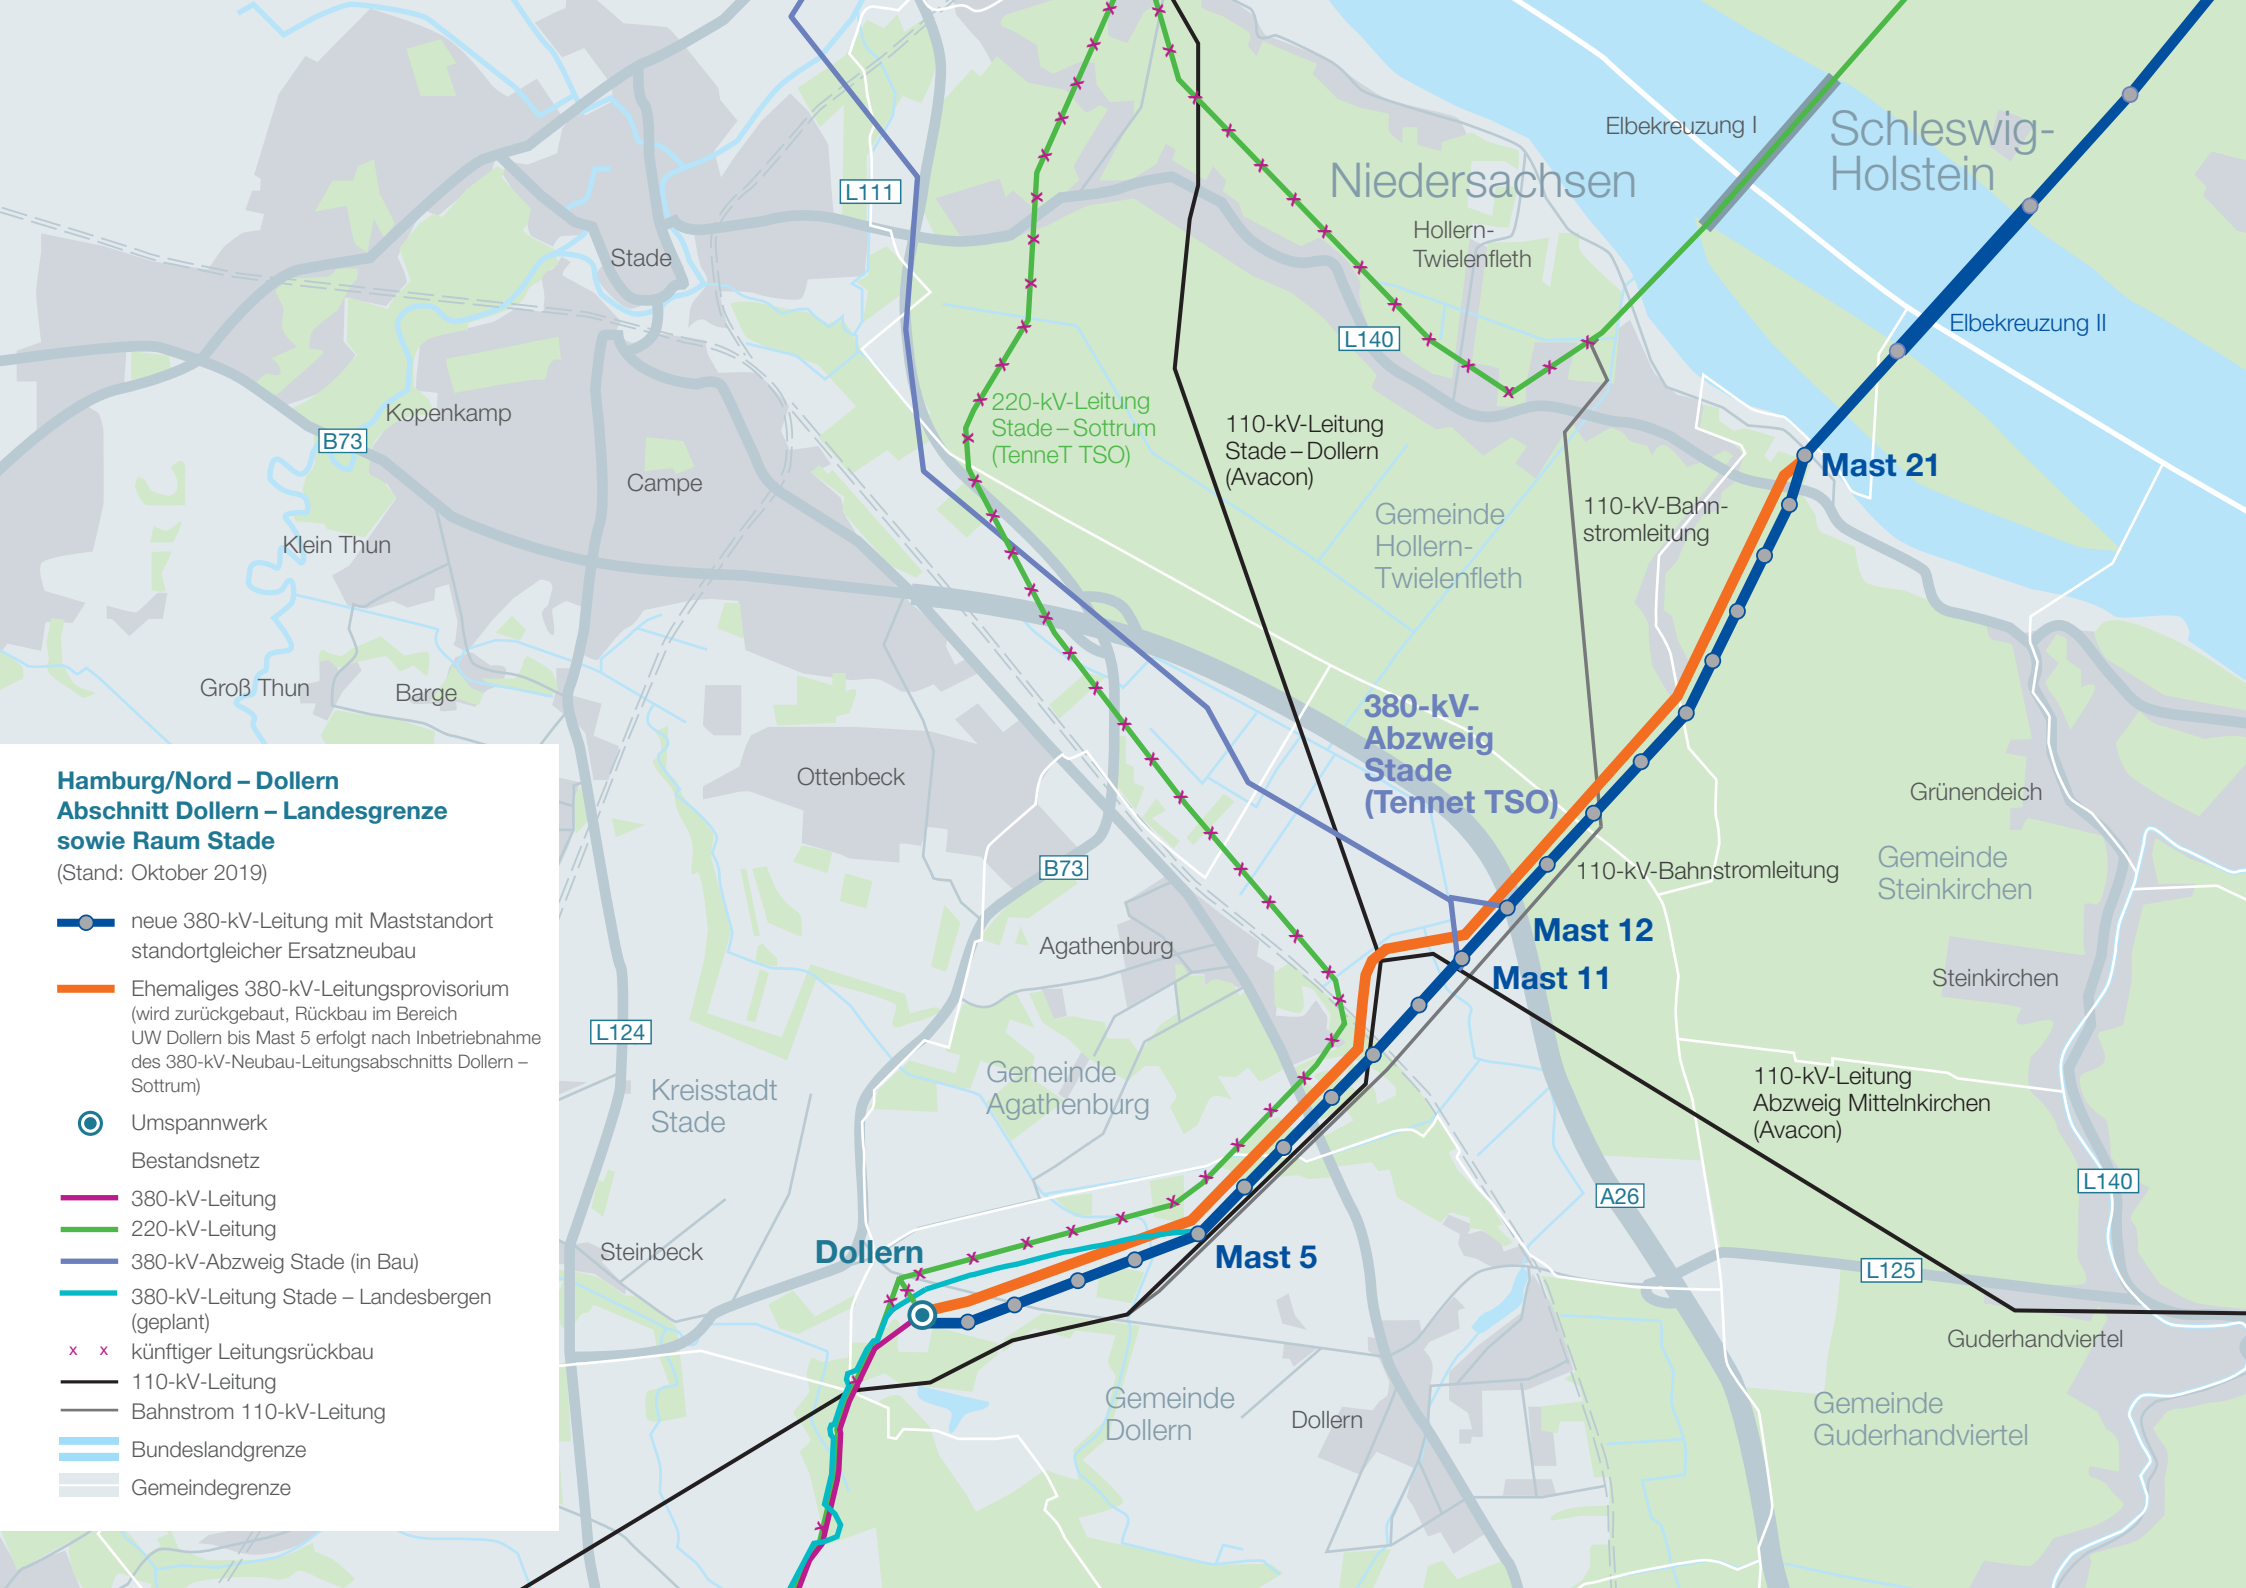 Elbekreuzung I
Schleswig-
Holstein
Niedersachsen
L111
Hollern-
Twielenfleth
Stade
Elbekreuzung II
L140
220-kV-Leitung
Stade – Sottrum
(TenneT TSO)
110-kV-Leitung
Stade – Dollern
(Avacon)
Kopenkamp
B73
Mast 21
Campe
110-kV-Bahn-
stromleitung
Gemeinde
Hollern-
Twielenfleth
Klein Thun
Groß Thun
Barge
380-kV-
Abzweig
Stade
(Tennet TSO)
Ottenbeck
Grünendeich
B73
110-kV-Bahnstromleitung
Gemeinde
Steinkirchen
Mast 12
Agathenburg
Mast 11
Steinkirchen
L124
Kreisstadt
Stade
Gemeinde
Agathenburg
110-kV-Leitung
Abzweig Mittelnkirchen
(Avacon)
A26
L140
Steinbeck
Dollern
Mast 5
L125
Guderhandviertel
Gemeinde
Dollern
Dollern
Gemeinde
Guderhandviertel
Hamburg/Nord – Dollern
Abschnitt Dollern – Landesgrenze
sowie Raum Stade
(Stand: Oktober 2019)
neue 380-kV-Leitung mit Maststandort
standortgleicher Ersatzneubau
Ehemaliges 380-kV-Leitungsprovisorium
(wird zurückgebaut, Rückbau im Bereich
UW Dollern bis Mast 5 erfolgt nach Inbetriebnahme
des 380-kV-Neubau-Leitungsabschnitts Dollern –
Sottrum)
Umspannwerk
Bestandsnetz
380-kV-Leitung
220-kV-Leitung
380-kV-Abzweig Stade (in Bau)
380-kV-Leitung Stade – Landesbergen
(geplant)
x x künftiger Leitungsrückbau
110-kV-Leitung
Bahnstrom 110-kV-Leitung
Bundeslandgrenze
Gemeindegrenze